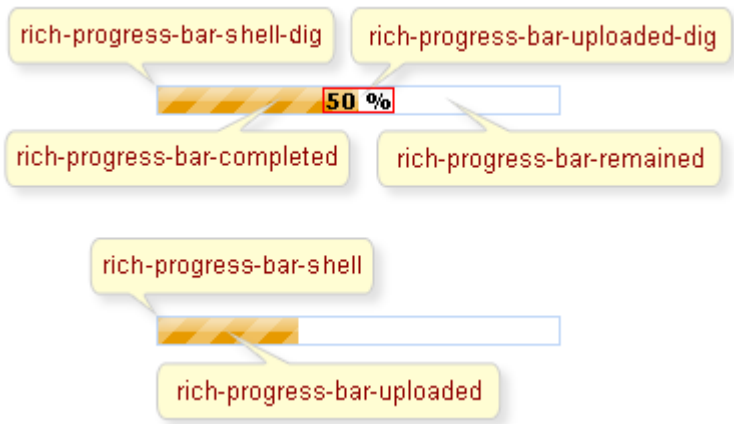 rich-progress-bar-shell-dig
rich-progress-bar-uploaded-dig
50 %
rich-progress-bar-completed
rich-progress-bar-remained
rich-progress-bar-shell
rich-progress-bar-uploaded